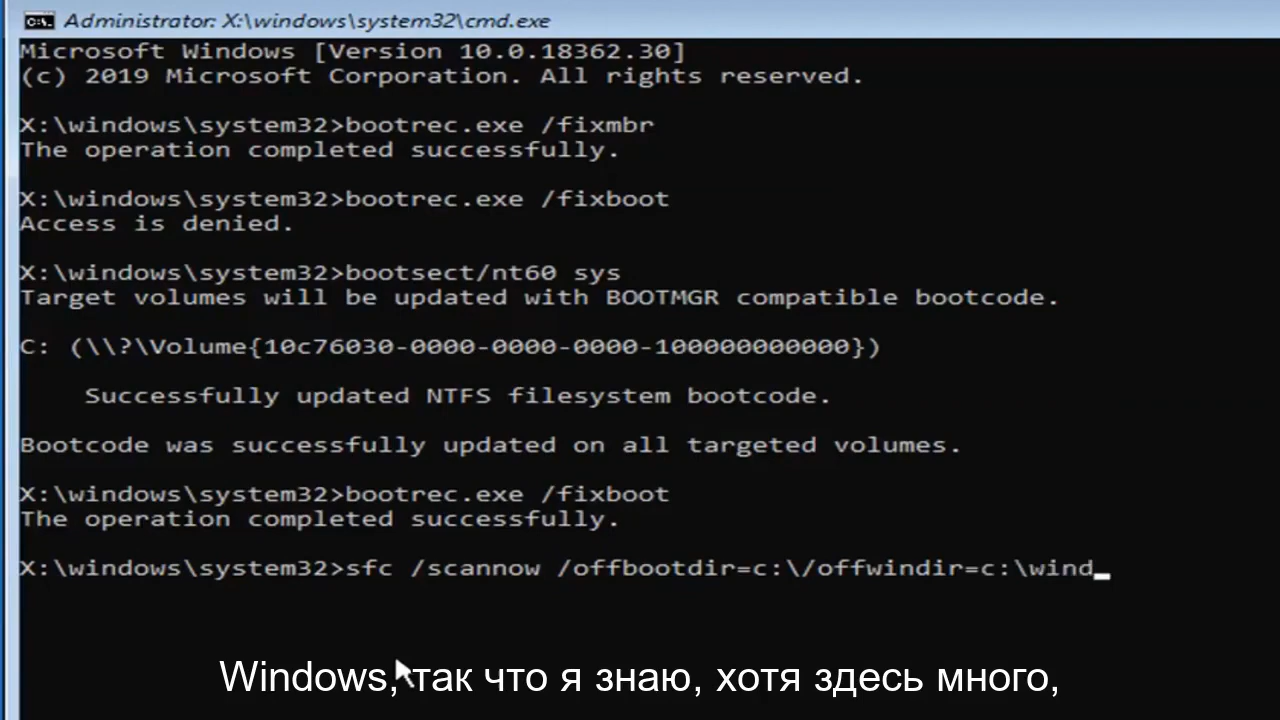 Administrator: X:\windows\system32\cmd.exe
Microsoft Windows [Version 10.0.18362.30]
(c) 2019 Microsoft Corporation. All rights reserved.
X:\windows\system32>bootrec.exe /fixmbr
The operation completed successfully.
X:\windows\system32>bootrec.exe /fixboot
Access is denied.
X:\windows\system32>bootsect/nt60 sys
Target volumes will be updated with BOOTMGR compatible bootcode.
C: (\\?\Volume{10c76030-0000-0000-0000-100000000000})
Successfully updated NTFS filesystem bootcode.
Bootcode was successfully updated on all targeted volumes.
X:\windows\system32>bootrec.exe /fixboot
The operation completed successfully.
X:\windows\system32>sfc /scannow /offbootdir=c:\/offwindir=c:\wind_
Windows, так что я знаю, хотя здесь много,